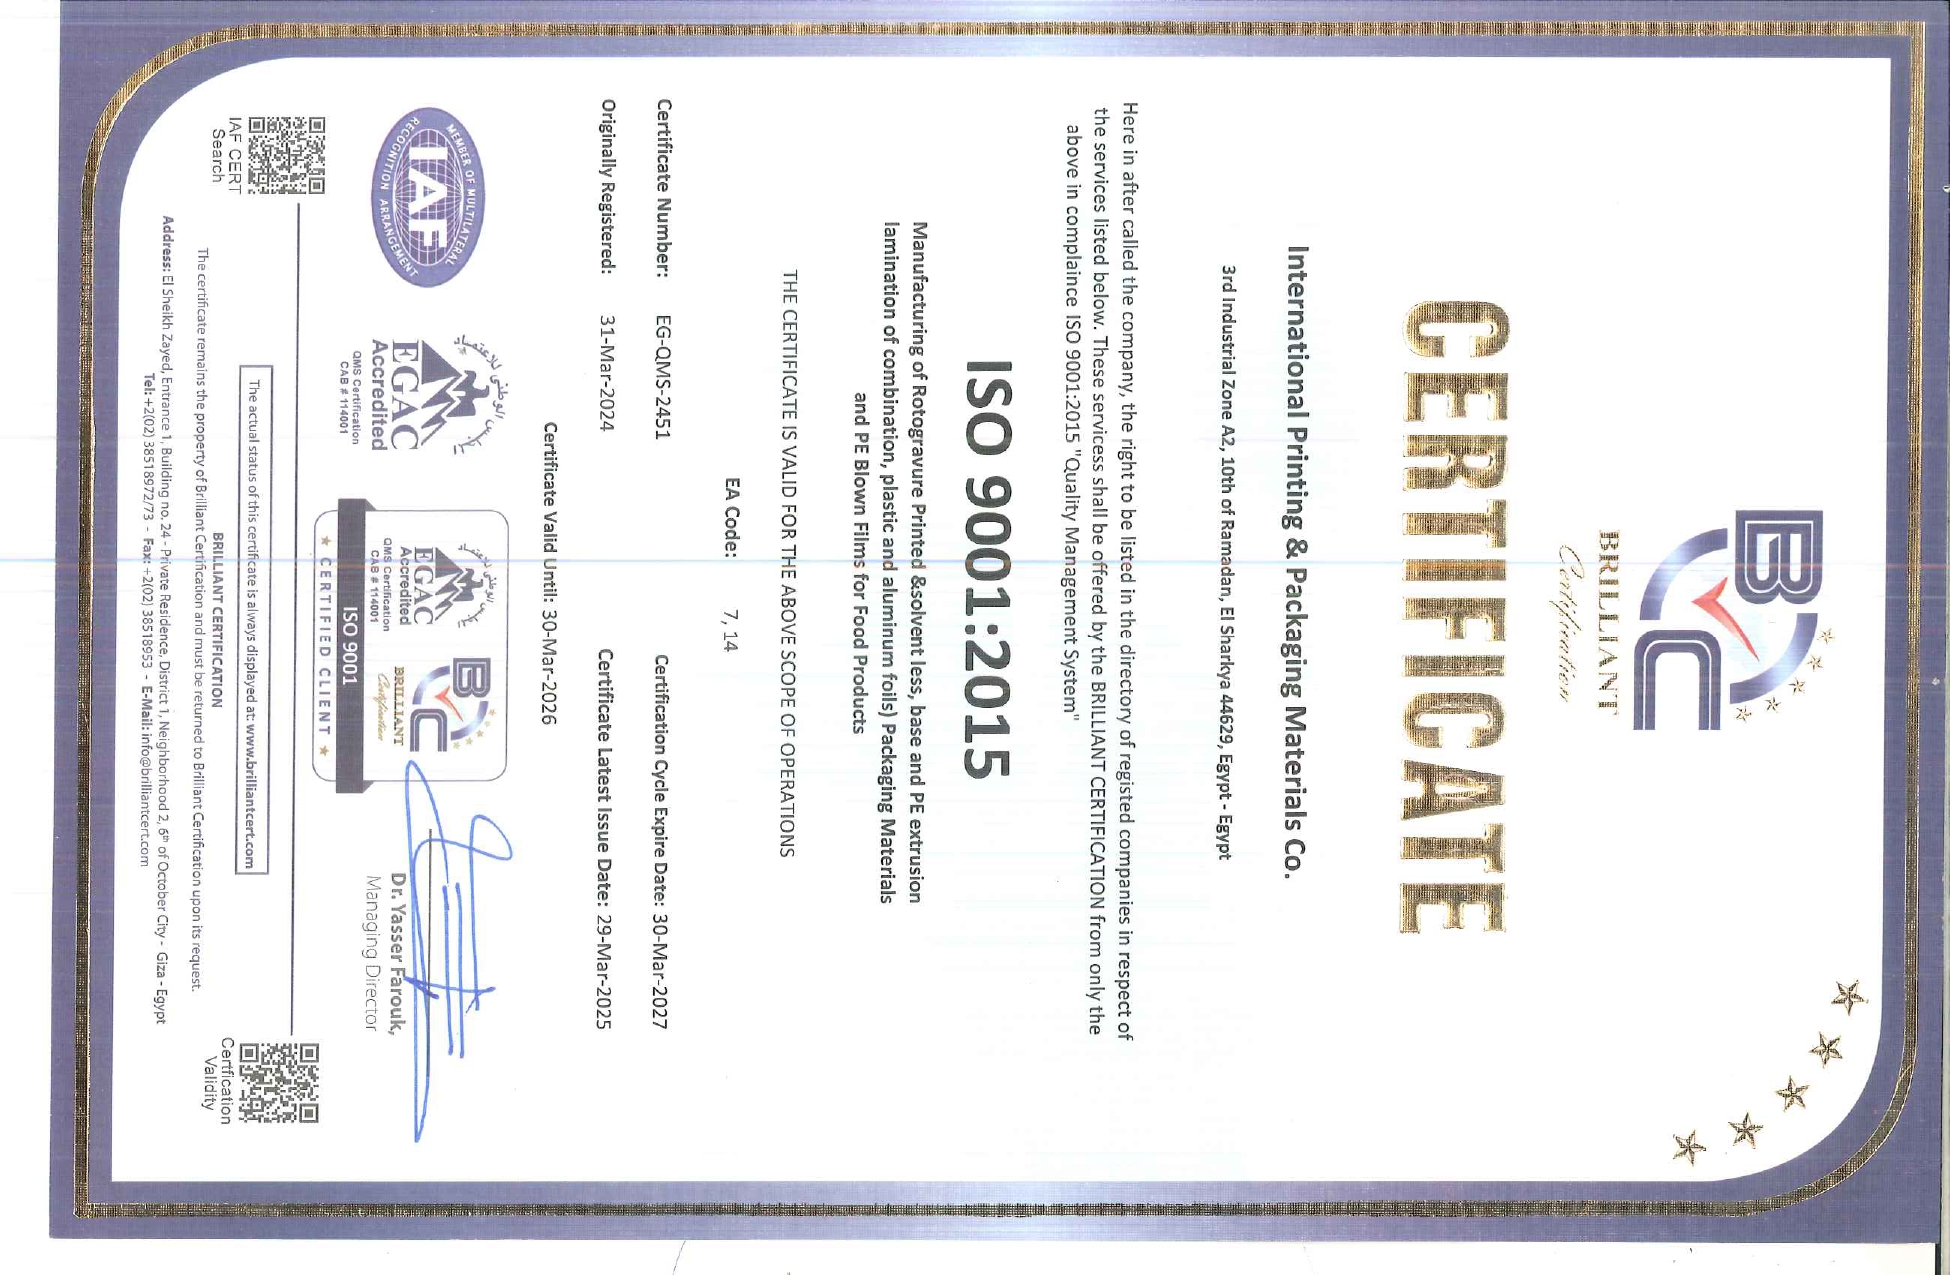 BC
BRILLIANT
Certification
CERTIFICATE
International Printing & Packaging Materials Co.
3rd Industrial Zone A2, 10th of Ramadan, El Sharkya 44629, Egypt - Egypt
Here in after called the company, the right to be listed in the directory of registered companies in respect of
the services listed below. These servicess shall be offered by the BRILLIANT CERTIFICATION from only the
above in complaince ISO 9001:2015 "Quality Management System"
ISO 9001:2015
Manufacturing of Rotogravure Printed &solvent less, base and PE extrusion
lamination of combination, plastic and aluminum foils) Packaging Materials
and PE Blown Films for Food Products
THE CERTIFICATE IS VALID FOR THE ABOVE SCOPE OF OPERATIONS
EA Code: 7, 14
Certificate Number: EG-QMS-2451 Certification Cycle Expire Date: 30-Mar-2027
Originally Registered: 31-Mar-2024 Certificate Latest Issue Date: 29-Mar-2025
Certificate Valid Until: 30-Mar-2026
MEMBER OF MULTILATERAL
IAF
RECOGNITION ARRANGEMENT
EGAC
Accredited
QMS Certification
CAB # 114001
EGAC
Accredited
QMS Certification
CAB # 114001
BC
BRILLIANT
Certification
ISO 9001
CERTIFIED CLIENT
Dr. Yasser Farouk,
Managing Director
IAF CERT
Search
The actual status of this certificate is always displayed at: www.brilliantcert.com
BRILLIANT CERTIFICATION
The certificate remains the property of Brilliant Certification and must be returned to Brilliant Certification upon its request.
Address: El Sheikh Zayed, Entrance 1, Building no. 24 - Private Residence, District 1, Neighborhood 2, 6th of October City - Giza - Egypt
Tel: +2(02) 38518972/73 - Fax: +2(02) 38518953 - E-Mail: info@brilliantcert.com
Certfication
Validity